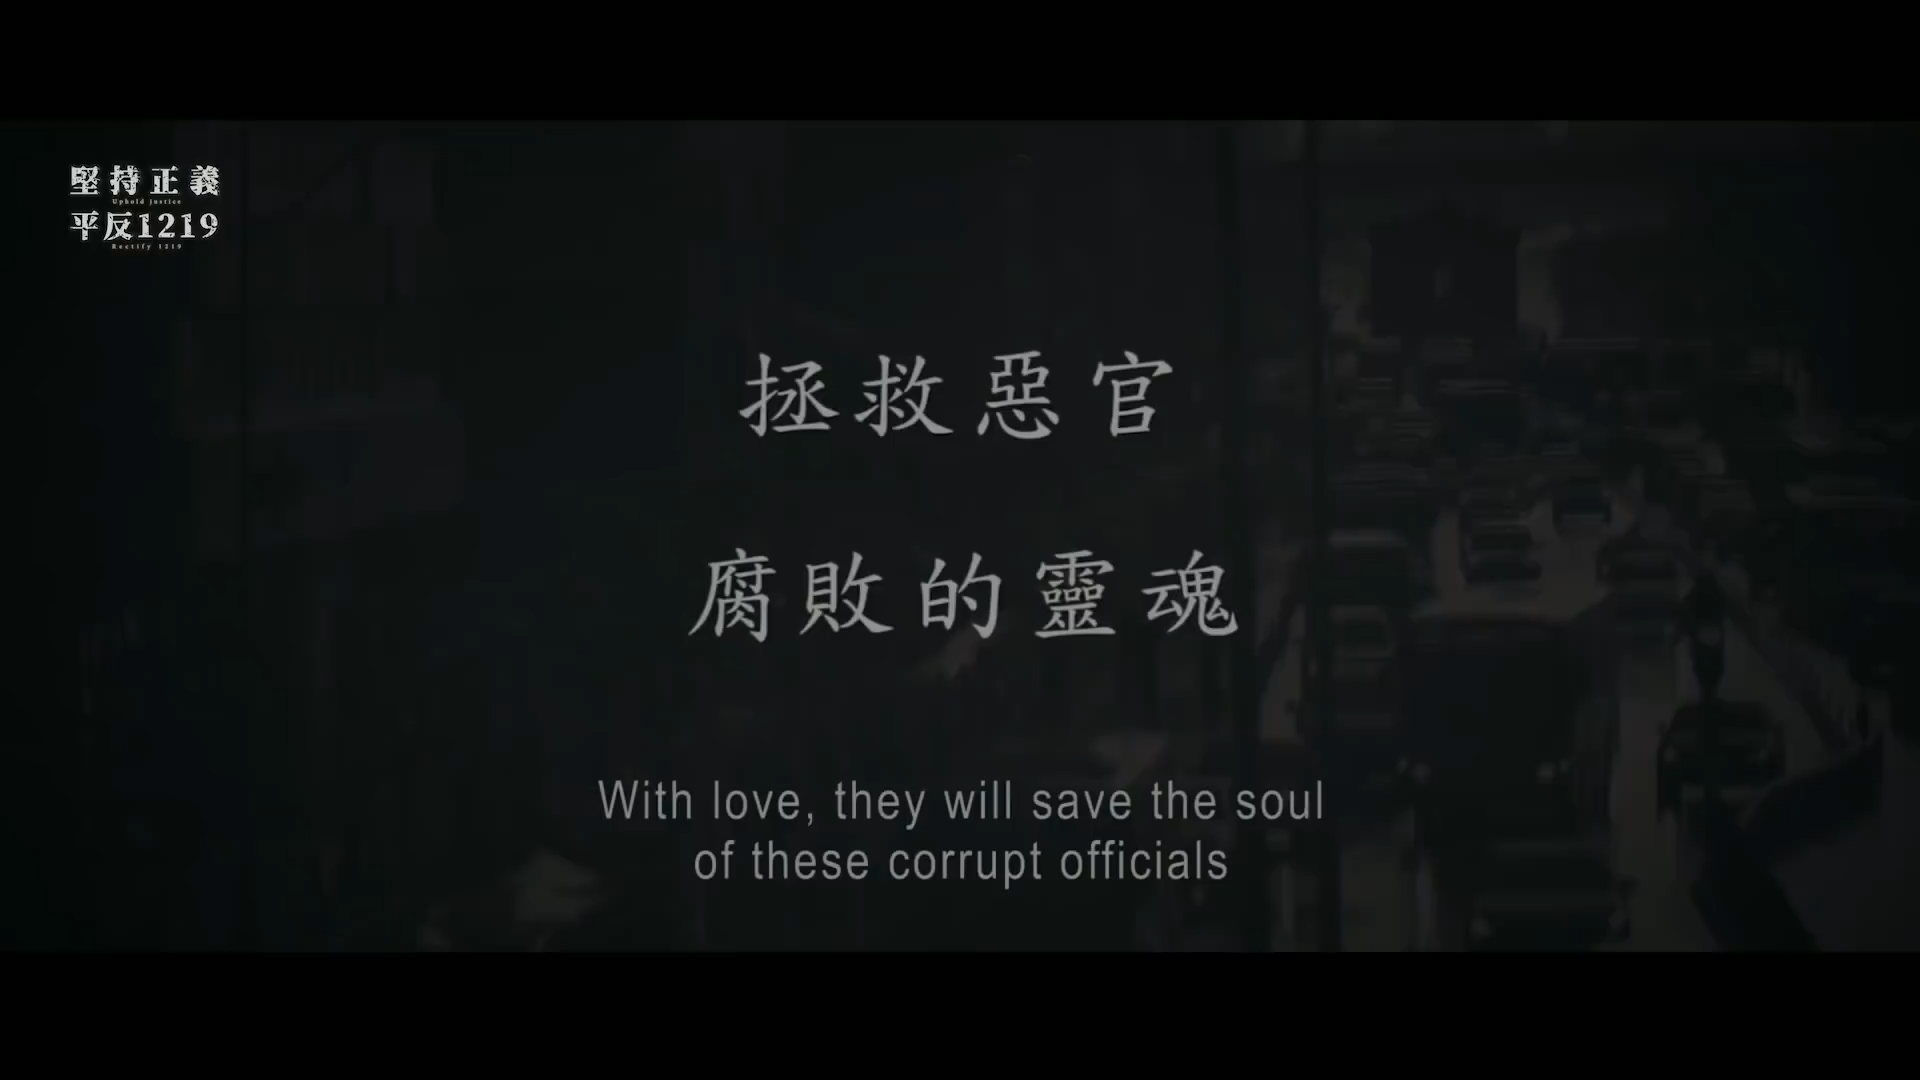 堅持正義
Uphold Justice
平反1219
Rectify 1219
拯救惡官
腐敗的靈魂
With love, they will save the soul
of these corrupt officials